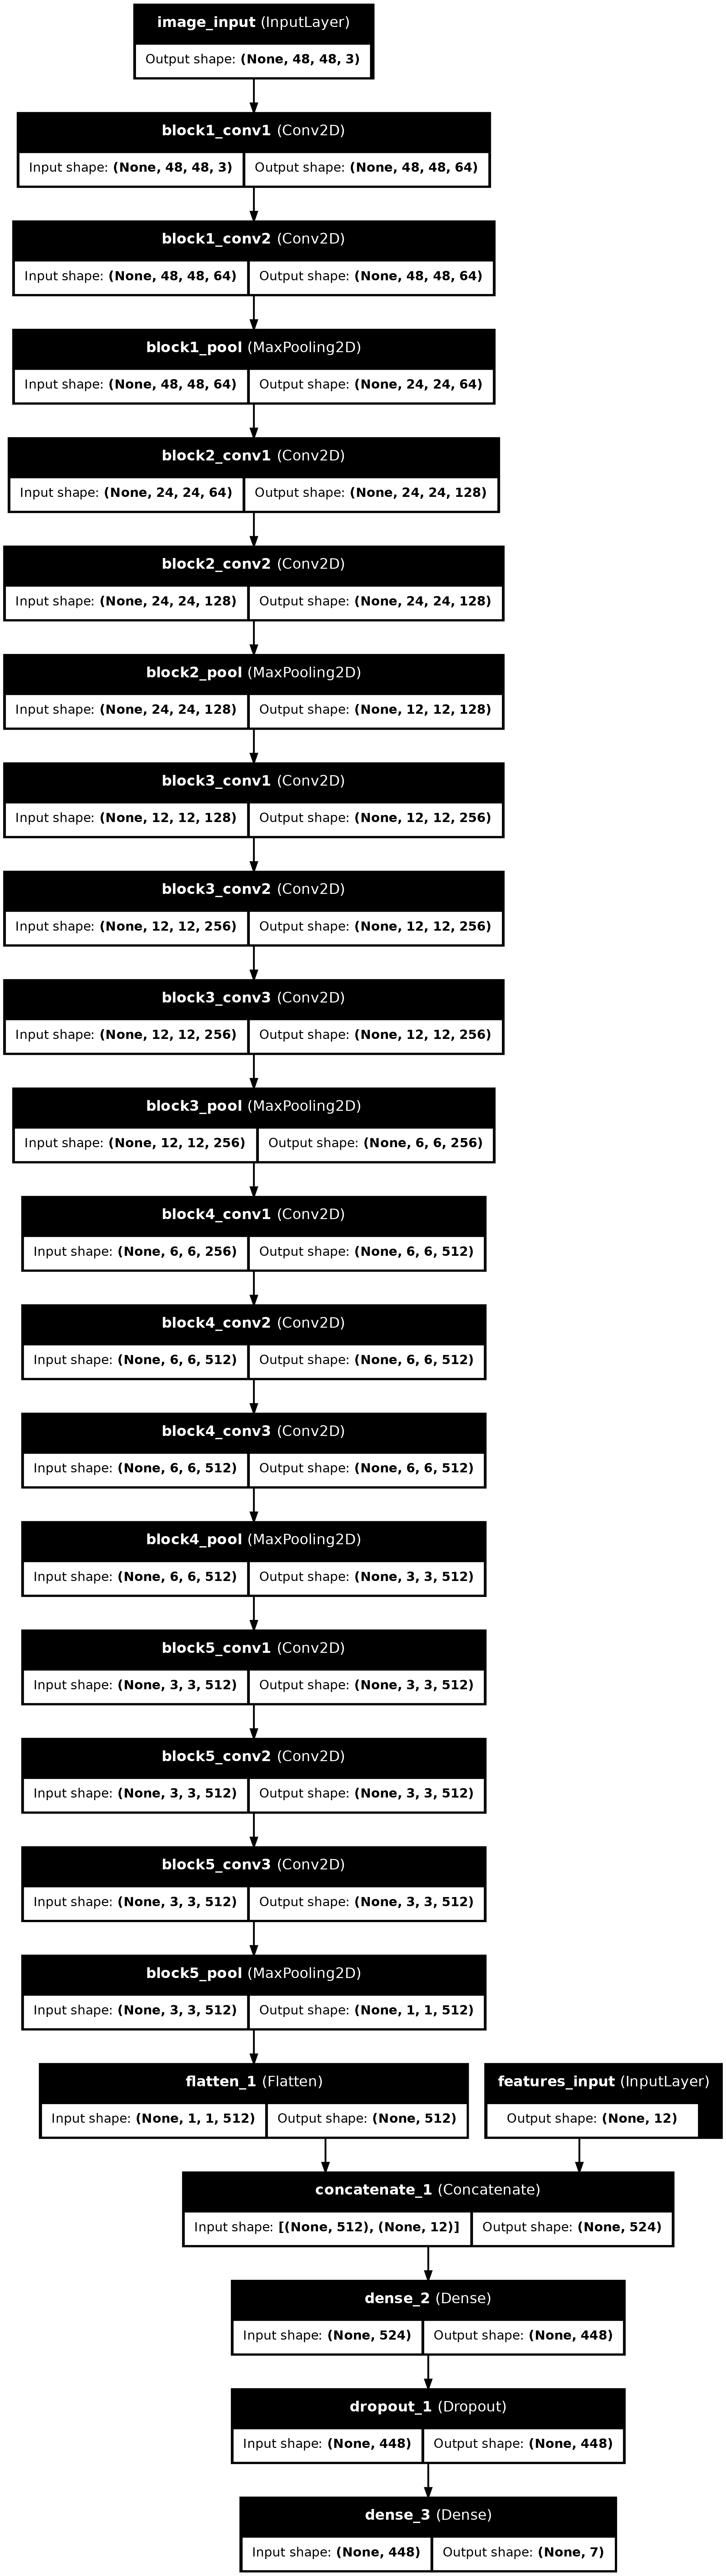 image_input (InputLayer)
Output shape: (None, 48, 48, 3)
block1_conv1 (Conv2D)
Input shape: (None, 48, 48, 3) Output shape: (None, 48, 48, 64)
block1_conv2 (Conv2D)
Input shape: (None, 48, 48, 64) Output shape: (None, 48, 48, 64)
block1_pool (MaxPooling2D)
Input shape: (None, 48, 48, 64) Output shape: (None, 24, 24, 64)
block2_conv1 (Conv2D)
Input shape: (None, 24, 24, 64) Output shape: (None, 24, 24, 128)
block2_conv2 (Conv2D)
Input shape: (None, 24, 24, 128) Output shape: (None, 24, 24, 128)
block2_pool (MaxPooling2D)
Input shape: (None, 24, 24, 128) Output shape: (None, 12, 12, 128)
block3_conv1 (Conv2D)
Input shape: (None, 12, 12, 128) Output shape: (None, 12, 12, 256)
block3_conv2 (Conv2D)
Input shape: (None, 12, 12, 256) Output shape: (None, 12, 12, 256)
block3_conv3 (Conv2D)
Input shape: (None, 12, 12, 256) Output shape: (None, 12, 12, 256)
block3_pool (MaxPooling2D)
Input shape: (None, 12, 12, 256) Output shape: (None, 6, 6, 256)
block4_conv1 (Conv2D)
Input shape: (None, 6, 6, 256) Output shape: (None, 6, 6, 512)
block4_conv2 (Conv2D)
Input shape: (None, 6, 6, 512) Output shape: (None, 6, 6, 512)
block4_conv3 (Conv2D)
Input shape: (None, 6, 6, 512) Output shape: (None, 6, 6, 512)
block4_pool (MaxPooling2D)
Input shape: (None, 6, 6, 512) Output shape: (None, 3, 3, 512)
block5_conv1 (Conv2D)
Input shape: (None, 3, 3, 512) Output shape: (None, 3, 3, 512)
block5_conv2 (Conv2D)
Input shape: (None, 3, 3, 512) Output shape: (None, 3, 3, 512)
block5_conv3 (Conv2D)
Input shape: (None, 3, 3, 512) Output shape: (None, 3, 3, 512)
block5_pool (MaxPooling2D)
Input shape: (None, 3, 3, 512) Output shape: (None, 1, 1, 512)
flatten_1 (Flatten)
Input shape: (None, 1, 1, 512) Output shape: (None, 512)
features_input (InputLayer)
Output shape: (None, 12)
concatenate_1 (Concatenate)
Input shape: [(None, 512), (None, 12)] Output shape: (None, 524)
dense_2 (Dense)
Input shape: (None, 524) Output shape: (None, 448)
dropout_1 (Dropout)
Input shape: (None, 448) Output shape: (None, 448)
dense_3 (Dense)
Input shape: (None, 448) Output shape: (None, 7)